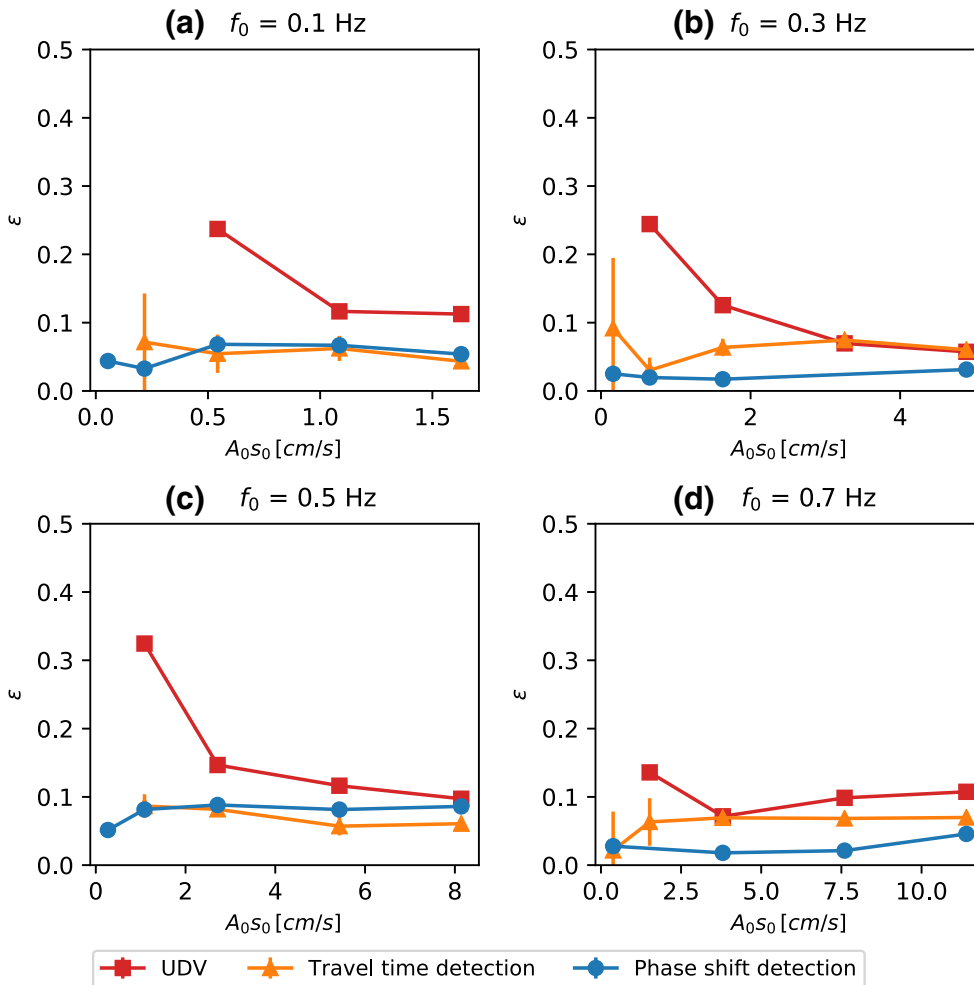 (a) f₀ = 0.1 Hz
0.5
0.4
0.3
0.2
0.1
0.0
ε
0.0 0.5 1.0 1.5
A₀s₀ [cm/s]
(b) f₀ = 0.3 Hz
0.5
0.4
0.3
0.2
0.1
0.0
ε
0 2 4
A₀s₀ [cm/s]
(c) f₀ = 0.5 Hz
0.5
0.4
0.3
0.2
0.1
0.0
ε
0 2 4 6 8
A₀s₀ [cm/s]
(d) f₀ = 0.7 Hz
0.5
0.4
0.3
0.2
0.1
0.0
ε
0.0 2.5 5.0 7.5 10.0
A₀s₀ [cm/s]
UDV Travel time detection Phase shift detection